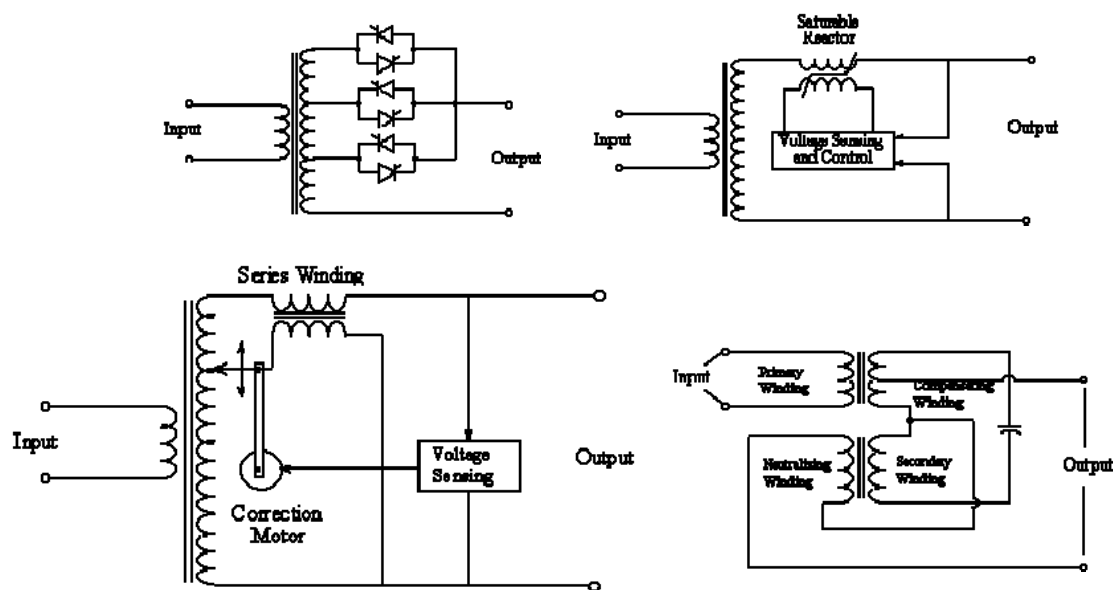 Input
Output
Saturable
Reactor
Input
Voltage Sensing
and Control
Output
Series Winding
Input
Voltage
Sensing
Correction
Motor
Output
Input
Primary
Winding
Compensating
Winding
Neutralizing
Winding
Secondary
Winding
Output